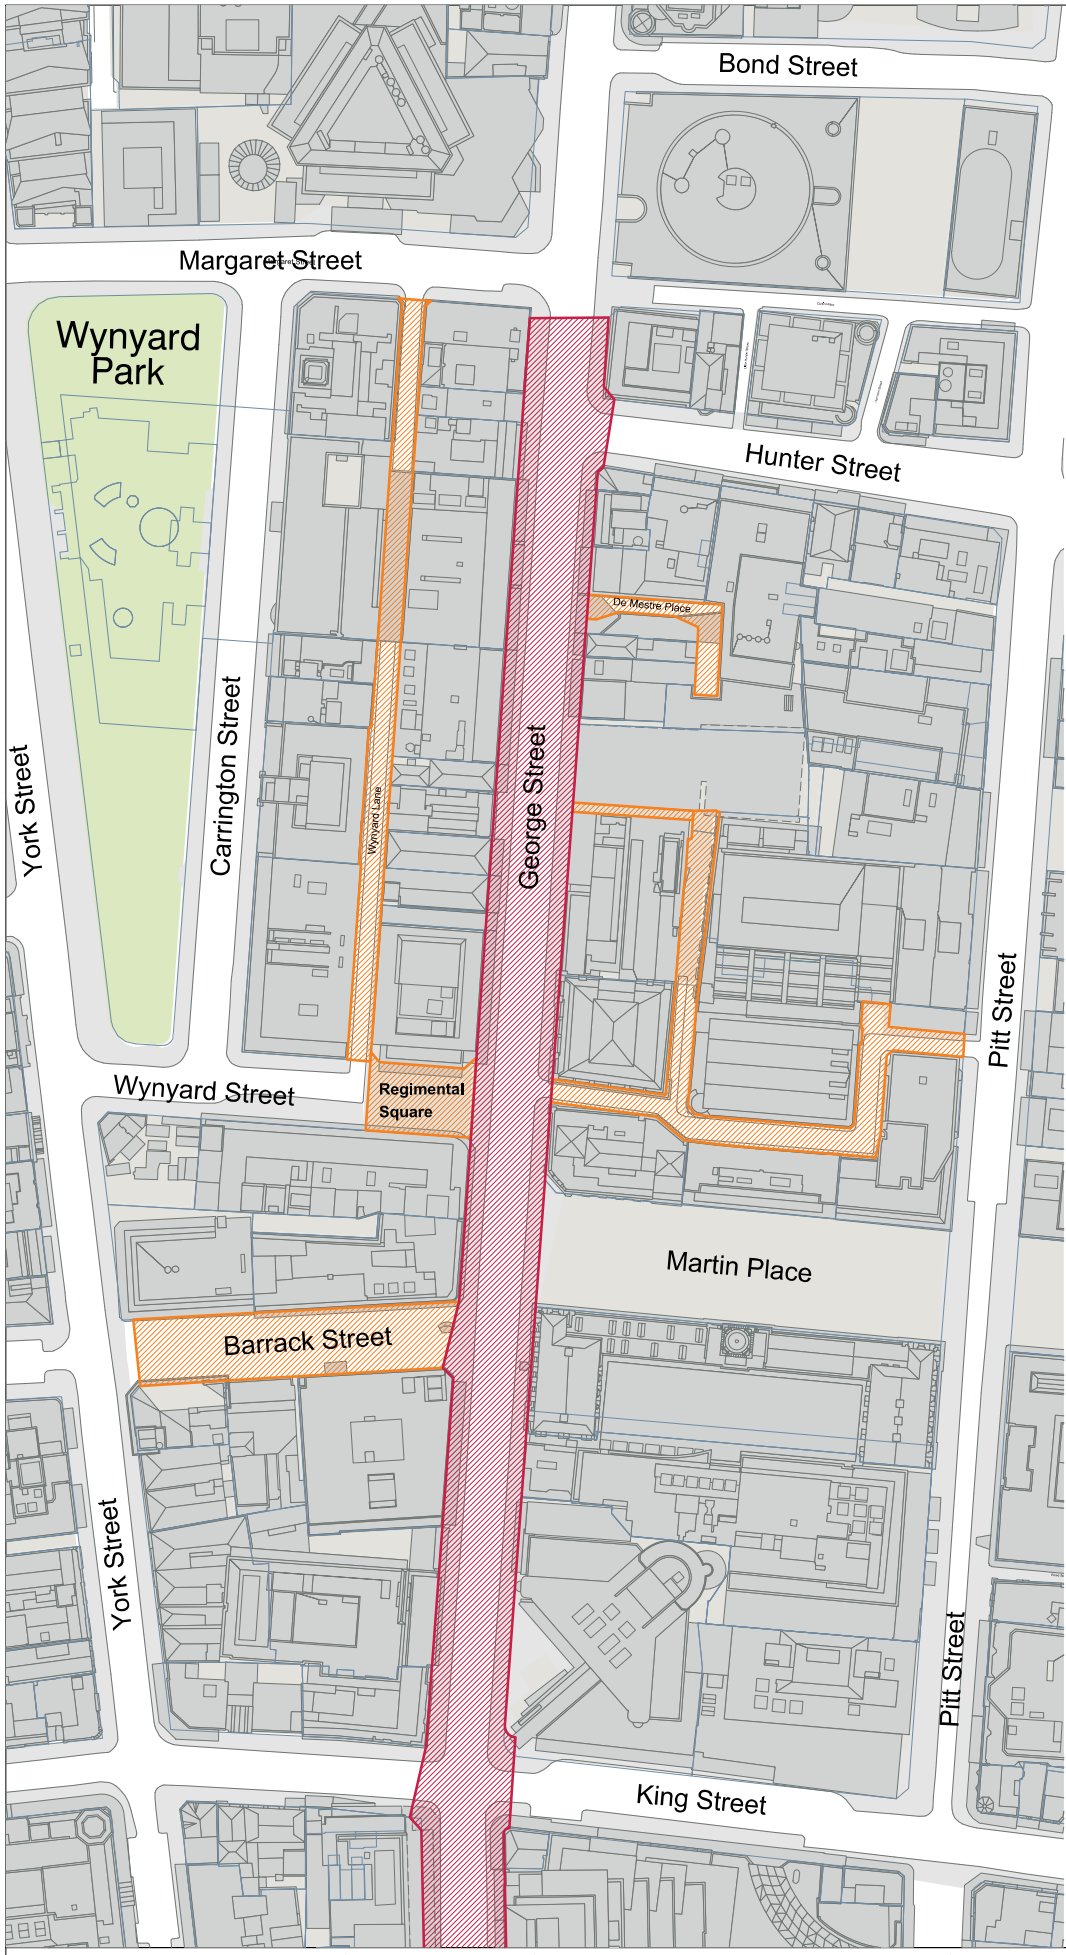 Bond Street
Margaret Street
Wynyard
Park
Hunter Street
De Mestre Place
Carrington Street
George Street
York Street
Wynyard Lane
Pitt Street
Wynyard Street
Regimental
Square
Martin Place
Barrack Street
York Street
Pitt Street
King Street